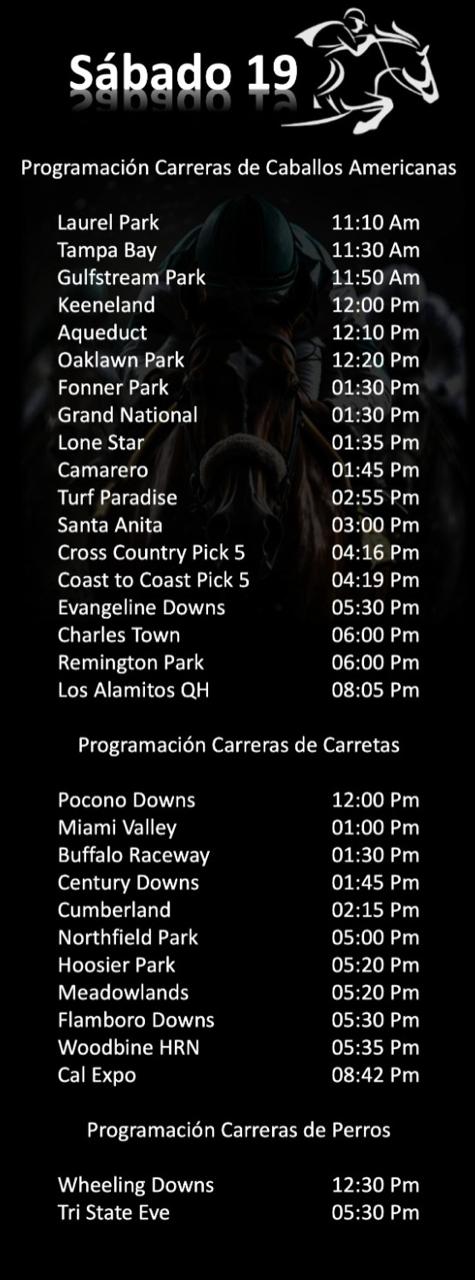 Sábado 19
Programación Carreras de Caballos Americanas
Laurel Park 11:10 Am
Tampa Bay 11:30 Am
Gulfstream Park 11:50 Am
Keeneland 12:00 Pm
Aqueduct 12:10 Pm
Oaklawn Park 12:20 Pm
Fonner Park 01:30 Pm
Grand National 01:30 Pm
Lone Star 01:35 Pm
Camarero 01:45 Pm
Turf Paradise 02:55 Pm
Santa Anita 03:00 Pm
Cross Country Pick 5 04:16 Pm
Coast to Coast Pick 5 04:19 Pm
Evangeline Downs 05:30 Pm
Charles Town 06:00 Pm
Remington Park 06:00 Pm
Los Alamitos QH 08:05 Pm
Programación Carreras de Carretas
Pocono Downs 12:00 Pm
Miami Valley 01:00 Pm
Buffalo Raceway 01:30 Pm
Century Downs 01:45 Pm
Cumberland 02:15 Pm
Northfield Park 05:00 Pm
Hoosier Park 05:20 Pm
Meadowlands 05:20 Pm
Flamboro Downs 05:30 Pm
Woodbine HRN 05:35 Pm
Cal Expo 08:42 Pm
Programación Carreras de Perros
Wheeling Downs 12:30 Pm
Tri State Eve 05:30 Pm